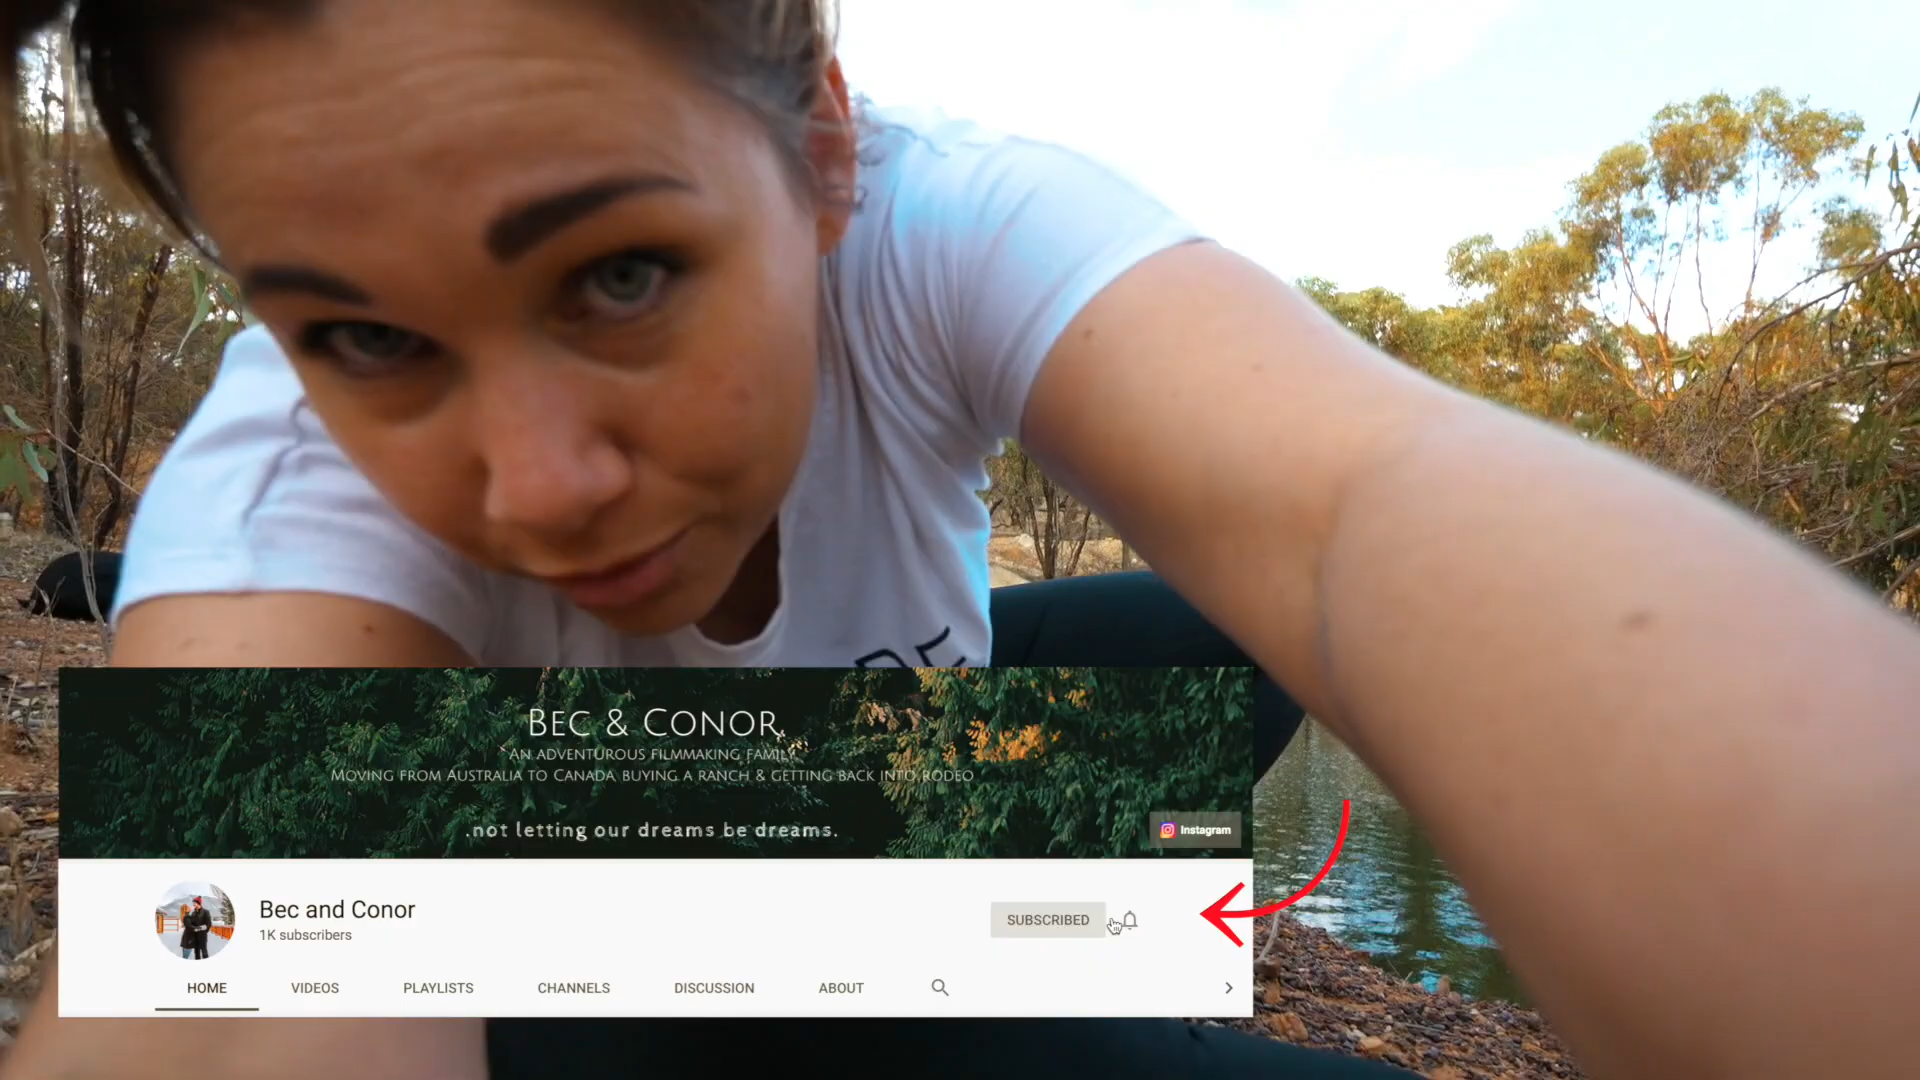 BEC & CONOR.
AN ADVENTUROUS FILMMAKING FAMILY.
MOVING FROM AUSTRALIA TO CANADA, BUYING A RANCH & GETTING BACK INTO RODEO
.not letting our dreams be dreams.
Instagram
Bec and Conor
1K subscribers
SUBSCRIBED
HOME VIDEOS PLAYLISTS CHANNELS DISCUSSION ABOUT